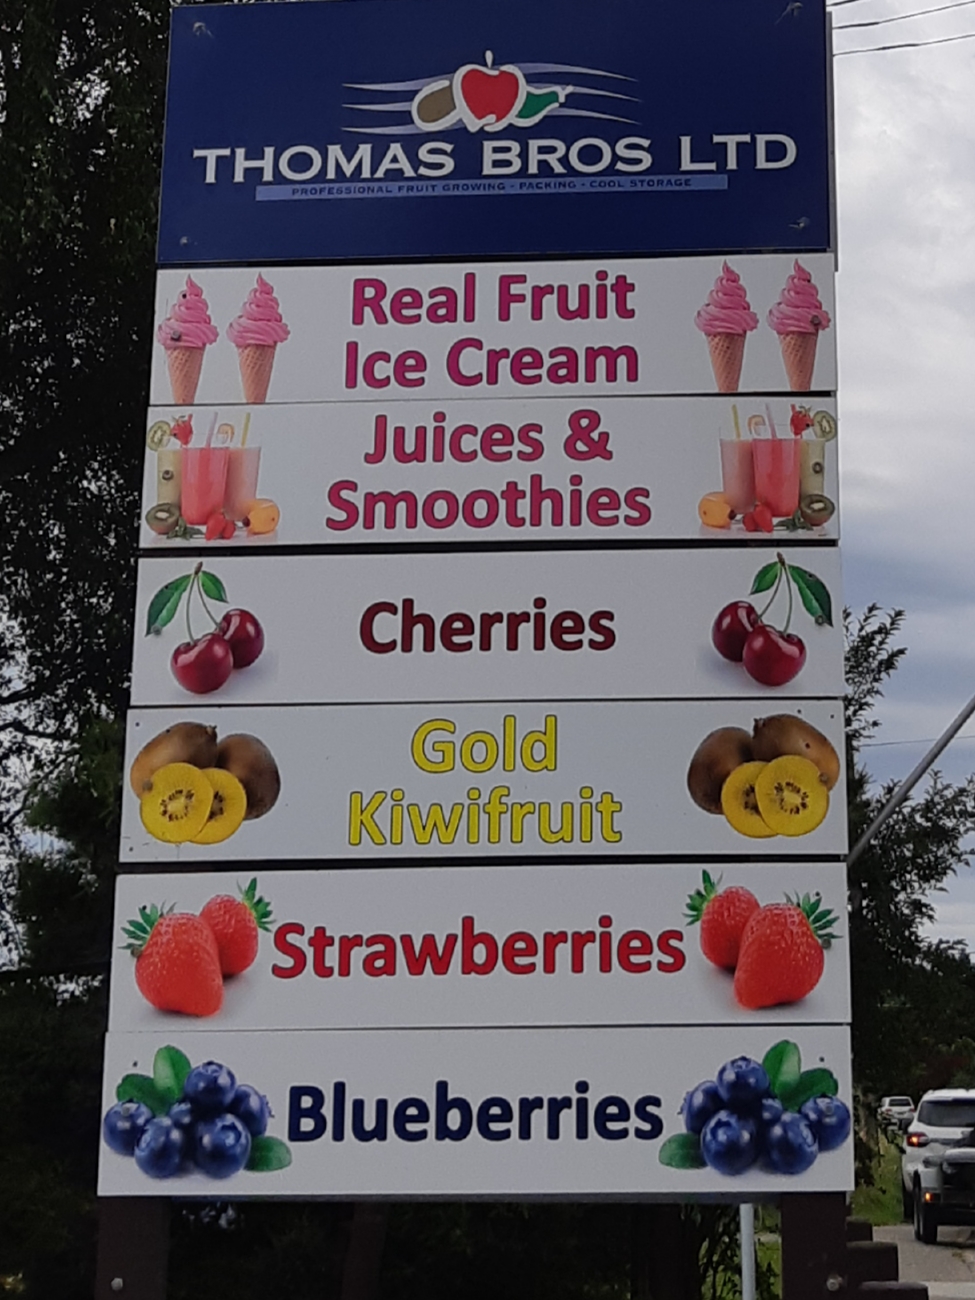 THOMAS BROS LTD
PROFESSIONAL FRUIT GROWING - PACKING - COOL STORAGE
Real Fruit
Ice Cream
Juices &
Smoothies
Cherries
Gold
Kiwifruit
Strawberries
Blueberries